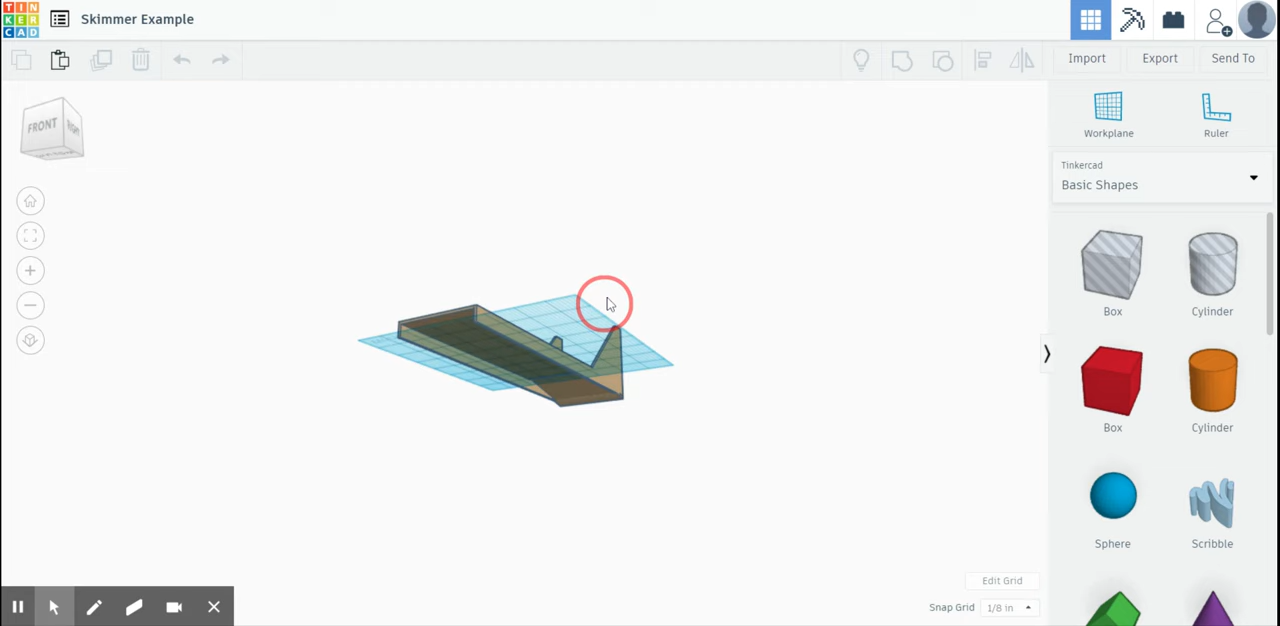 TIN
KER
CAD
Skimmer Example
Import
Export
Send To
FRONT
RIGHT
Workplane
Ruler
Tinkercad
Basic Shapes
Box
Cylinder
Box
Cylinder
Sphere
Scribble
Edit Grid
Snap Grid
1/8 in